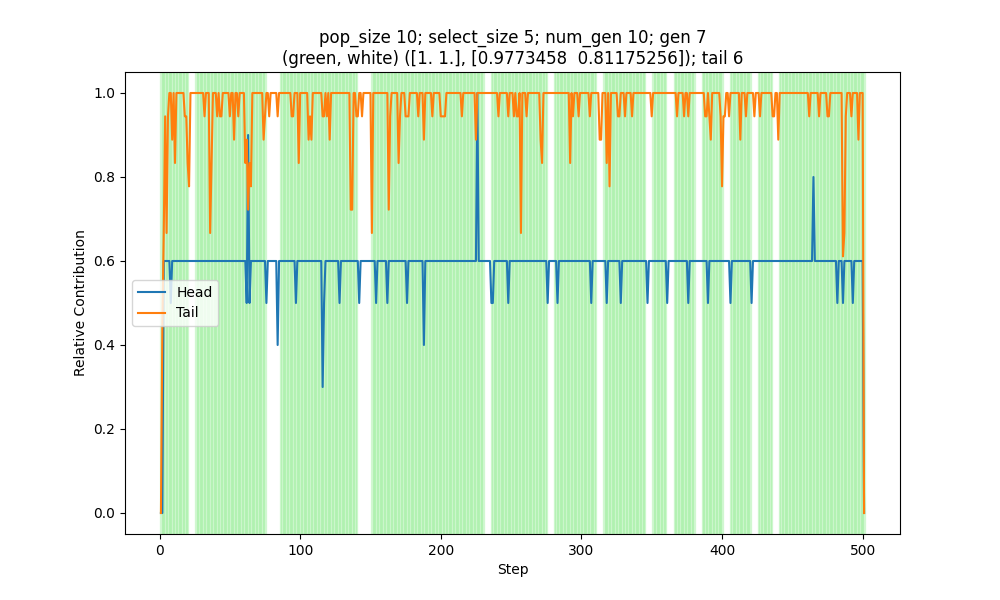 pop_size 10; select_size 5; num_gen 10; gen 7
(green, white) ([1. 1.], [0.9773458  0.81175256]); tail 6
1.0
0.8
0.6
0.4
0.2
0.0
Relative Contribution
Head
Tail
0
100
200
300
400
500
Step